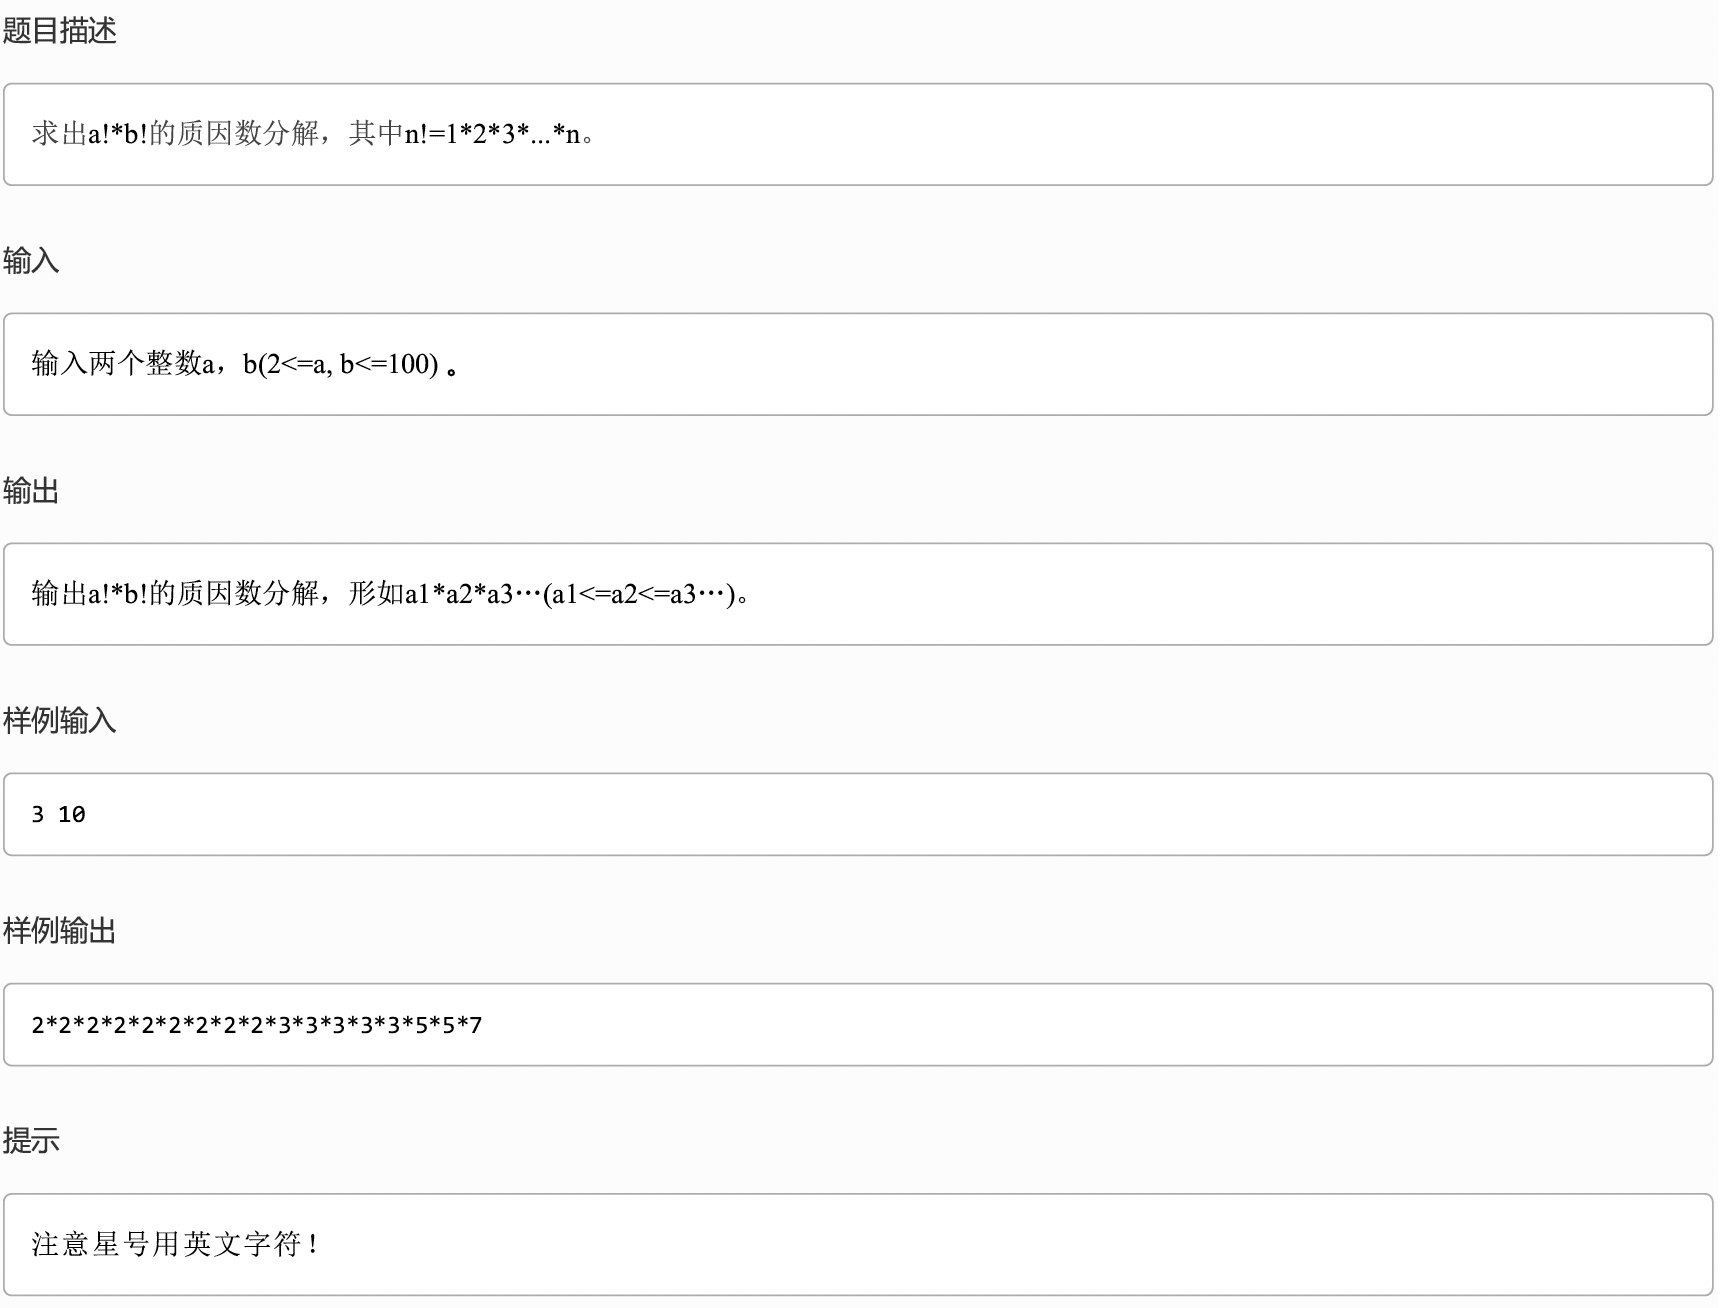 题目描述
求出a!*b!的质因数分解，其中n!=1*2*3*...*n。
输入
输入两个整数a，b(2<=a, b<=100) 。
输出
输出a!*b!的质因数分解，形如a1*a2*a3…(a1<=a2<=a3…)。
样例输入
3 10
样例输出
2*2*2*2*2*2*2*2*2*3*3*3*3*3*5*5*7
提示
注意星号用英文字符！